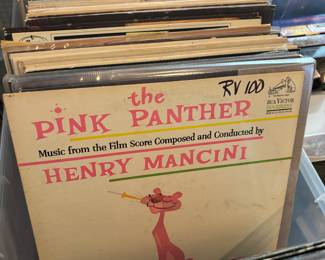 RV 100
the
PINK PANTHER
RCA VICTOR
Music from the Film Score Composed and Conducted by
HENRY MANCINI